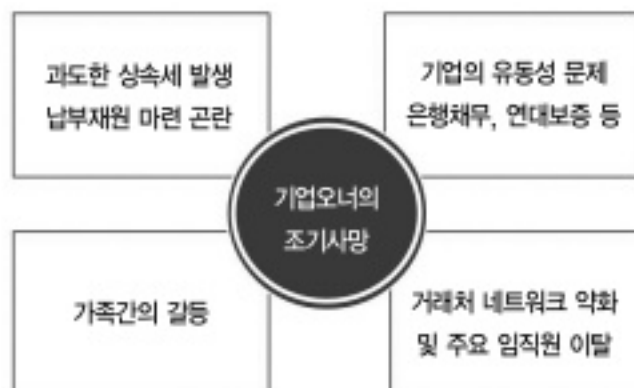 과도한 상속세 발생
납부재원 마련 곤란
기업의 유동성 문제
은행채무, 연대보증 등
기업오너의
조기사망
가족간의 갈등
거래처 네트워크 약화
및 주요 임직원 이탈